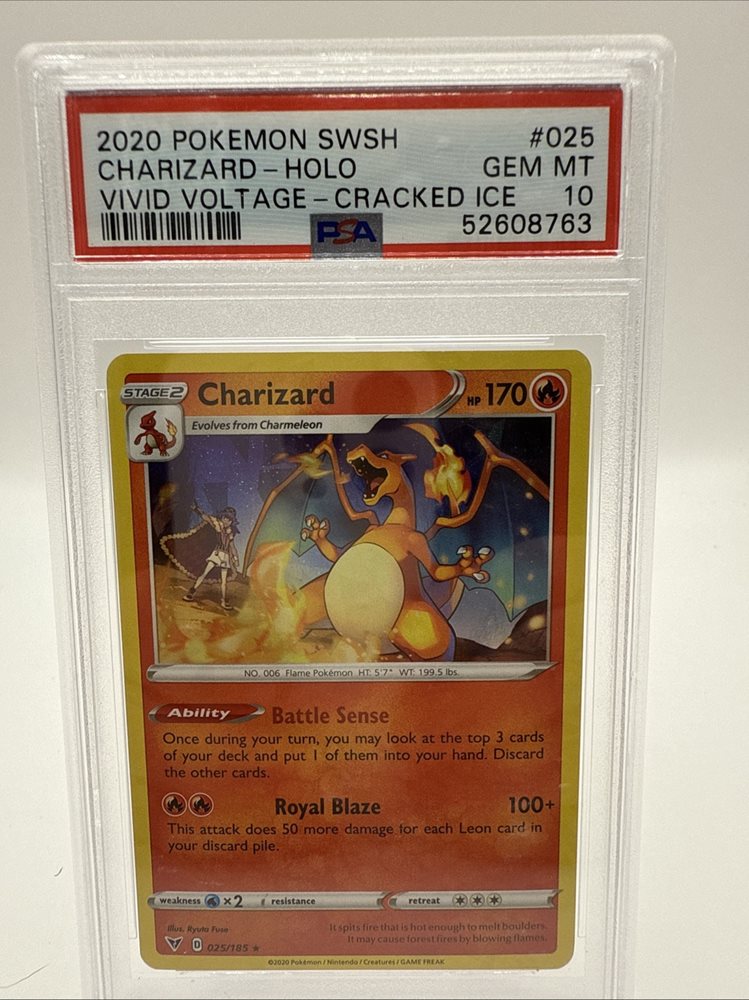 2020 POKEMON SWSH #025
CHARIZARD - HOLO GEM MT
VIVID VOLTAGE - CRACKED ICE 10
PSA 52608763
STAGE 2 Charizard HP 170
Evolves from Charmeleon
NO. 006 Flame Pokémon HT: 5'7" WT: 199.5 lbs.
Ability Battle Sense
Once during your turn, you may look at the top 3 cards
of your deck and put 1 of them into your hand. Discard
the other cards.
Royal Blaze 100+
This attack does 50 more damage for each Leon card in
your discard pile.
weakness ×2 resistance retreat
Illus. Ryuta Fuse
It spits fire that is hot enough to melt boulders.
It may cause forest fires by blowing flames.
D 025/185 ★
©2020 Pokémon / Nintendo / Creatures / GAME FREAK